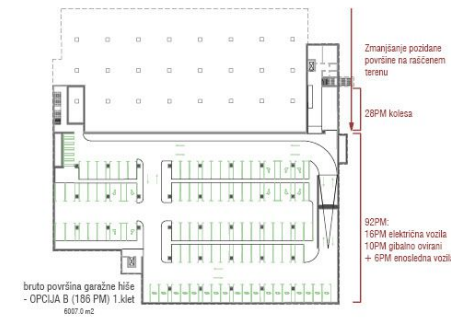 Zmanjšanje pozidane
površine na raščenem
terenu
28PM kolesa
92PM:
16PM električna vozila
10PM gibalno ovirani
+ 6PM enosledna vozila
bruto površina garažne hiše
- OPCIJA B (186 PM) 1.klet
6007.0 m2